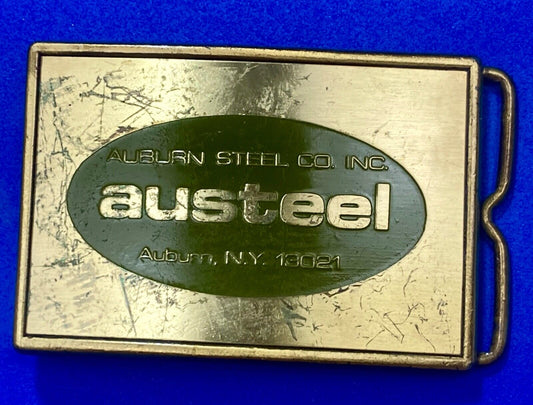 AUBURN STEEL CO. INC.
austeel
Auburn, N.Y. 13021